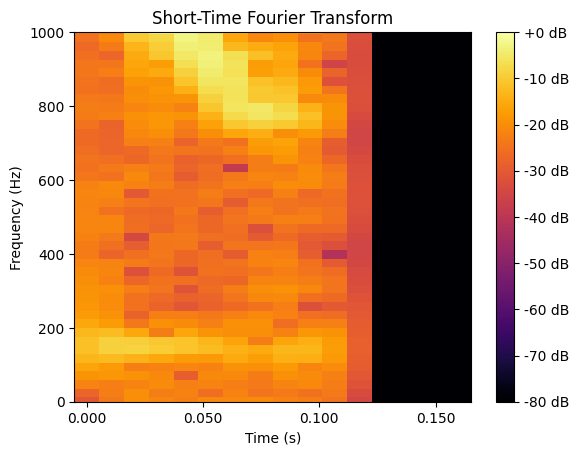 Short-Time Fourier Transform
1000
800
600
400
200
0
Frequency (Hz)
0.000
0.050
0.100
0.150
Time (s)
+0 dB
-10 dB
-20 dB
-30 dB
-40 dB
-50 dB
-60 dB
-70 dB
-80 dB